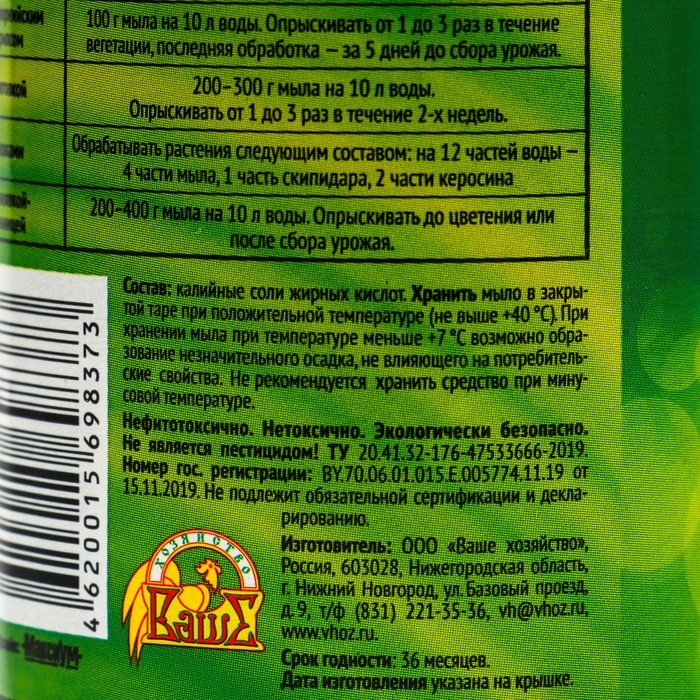 100 г мыла на 10 л воды. Опрыскивать от 1 до 3 раз в течение
вегетации, последняя обработка – за 5 дней до сбора урожая.
200–300 г мыла на 10 л воды.
Опрыскивать от 1 до 3 раз в течение 2-х недель.
Обрабатывать растения следующим составом: на 12 частей воды –
4 части мыла, 1 часть скипидара, 2 части керосина
200–400 г мыла на 10 л воды. Опрыскивать до цветения или
после сбора урожая.
Состав: калийные соли жирных кислот. Хранить мыло в закры-
той таре при положительной температуре (не выше +40 °С). При
хранении мыла при температуре меньше +7 °С возможно обра-
зование незначительного осадка, не влияющего на потребитель-
ские свойства. Не рекомендуется хранить средство при мину-
совой температуре.
Нефитотоксично. Нетоксично. Экологически безопасно.
Не является пестицидом! ТУ 20.41.32-176-47533666-2019.
Номер гос. регистрации: BY.70.06.01.015.Е.005774.11.19 от
15.11.2019. Не подлежит обязательной сертификации и декла-
рированию.
Изготовитель: ООО «Ваше хозяйство»,
Россия, 603028, Нижегородская область,
г. Нижний Новгород, ул. Базовый проезд,
д. 9, т/ф (831) 221-35-36, vh@vhoz.ru,
www.vhoz.ru.
Срок годности: 36 месяцев.
Дата изготовления указана на крышке.
ХОЗЯЙСТВО
ВАШЕ
4 620015 698373
Максиум